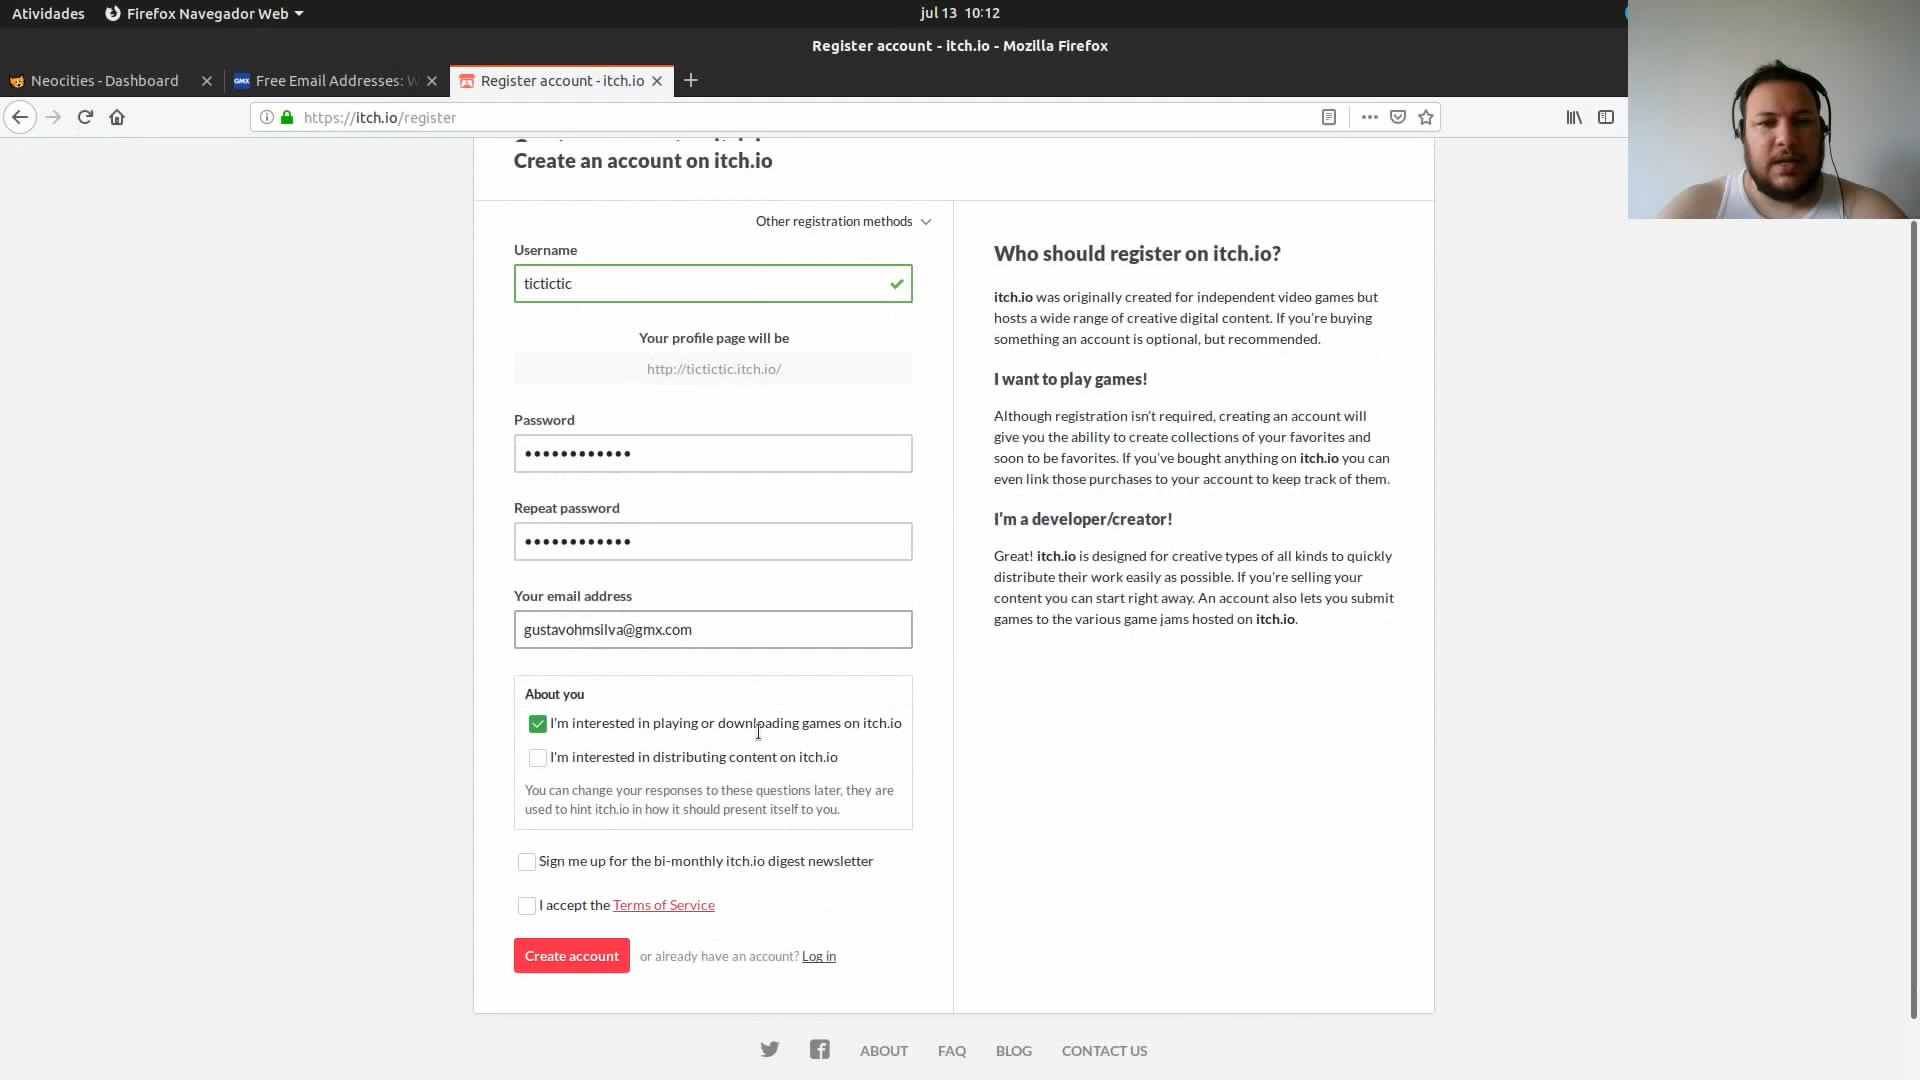 Atividades
Firefox Navegador Web
jul 13 10:12
Register account - itch.io - Mozilla Firefox
Neocities - Dashboard
GMX Free Email Addresses: W
Register account - itch.io
https://itch.io/register
Create an account on itch.io
Other registration methods
Username
tictictic
Your profile page will be
http://tictictic.itch.io/
Password
••••••••••••
Repeat password
••••••••••••
Your email address
gustavohmsilva@gmx.com
About you
I'm interested in playing or downloading games on itch.io
I'm interested in distributing content on itch.io
You can change your responses to these questions later, they are
used to hint itch.io in how it should present itself to you.
Sign me up for the bi-monthly itch.io digest newsletter
I accept the Terms of Service
Create account
or already have an account? Log in
Who should register on itch.io?
itch.io was originally created for independent video games but
hosts a wide range of creative digital content. If you're buying
something an account is optional, but recommended.
I want to play games!
Although registration isn't required, creating an account will
give you the ability to create collections of your favorites and
soon to be favorites. If you've bought anything on itch.io you can
even link those purchases to your account to keep track of them.
I'm a developer/creator!
Great! itch.io is designed for creative types of all kinds to quickly
distribute their work easily as possible. If you're selling your
content you can start right away. An account also lets you submit
games to the various game jams hosted on itch.io.
ABOUT
FAQ
BLOG
CONTACT US